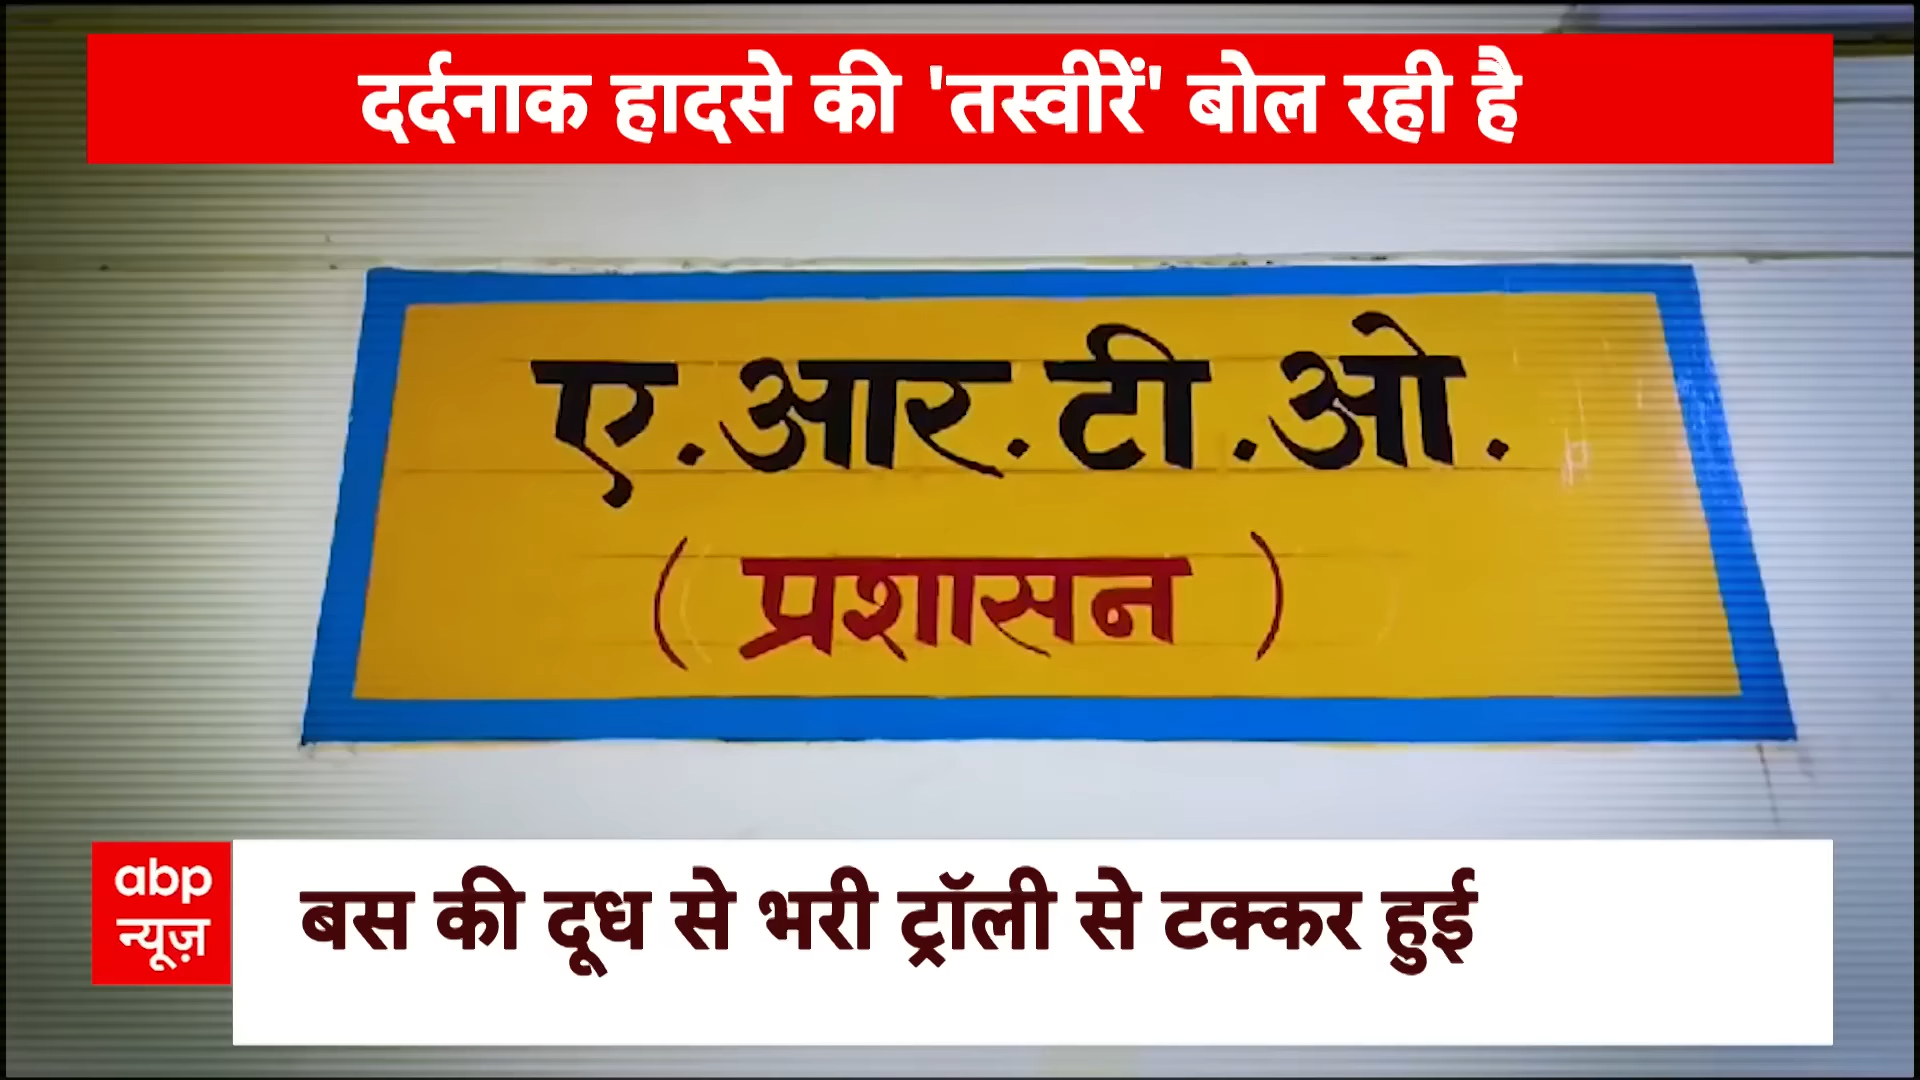 दर्दनाक हादसे की 'तस्वीरें' बोल रही है
ए.आर.टी.ओ.
(प्रशासन)
abp
न्यूज़
बस की दूध से भरी ट्रॉली से टक्कर हुई